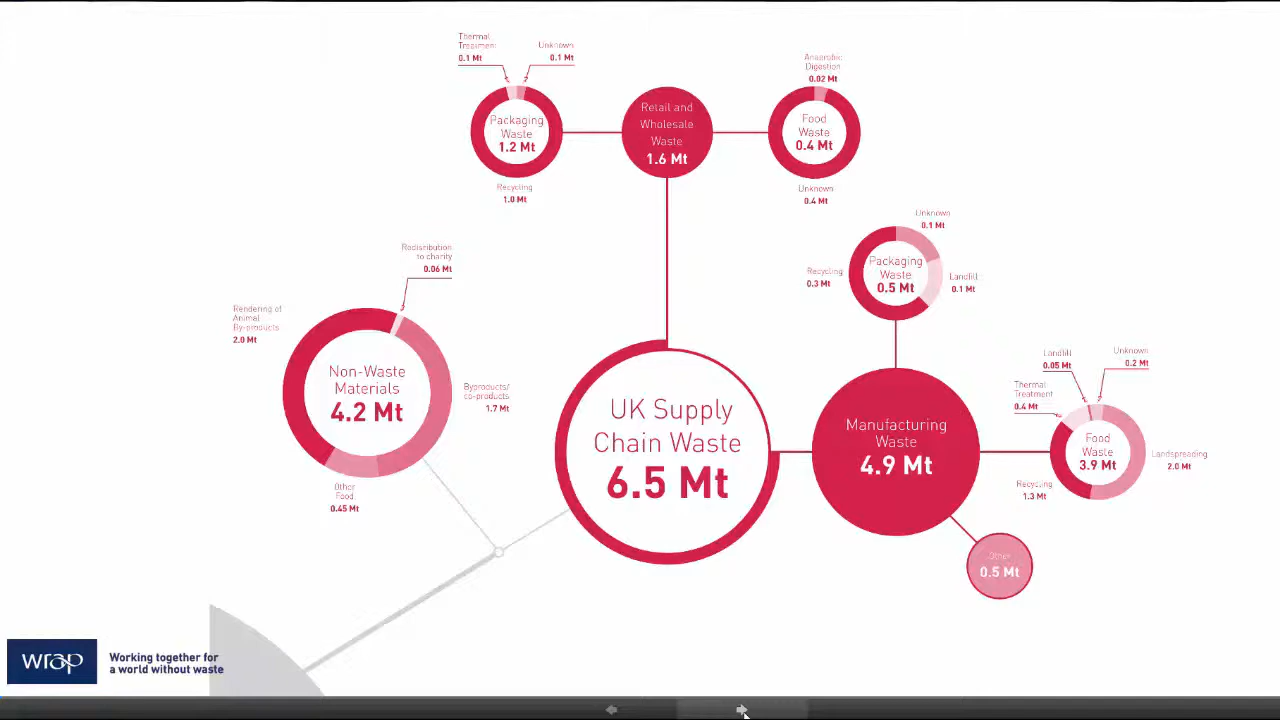 Thermal
Treatment
0.1 Mt
Unknown
0.1 Mt
Packaging
Waste
1.2 Mt
Recycling
1.0 Mt
Retail and
Wholesale
Waste
1.6 Mt
Anaerobic
Digestion
0.02 Mt
Food
Waste
0.4 Mt
Unknown
0.4 Mt
Unknown
0.1 Mt
Packaging
Waste
0.5 Mt
Recycling
0.3 Mt
Landfill
0.1 Mt
Redisribution
to charity
0.06 Mt
Rendering of
Animal
By-products
2.0 Mt
Non-Waste
Materials
4.2 Mt
Byproducts/
co-products
1.7 Mt
Other
Food
0.45 Mt
UK Supply
Chain Waste
6.5 Mt
Manufacturing
Waste
4.9 Mt
Landfill
0.05 Mt
Unknown
0.2 Mt
Thermal
Treatment
0.4 Mt
Food
Waste
3.9 Mt
Landspreading
2.0 Mt
Recycling
1.3 Mt
Other
0.5 Mt
wrap
Working together for
a world without waste